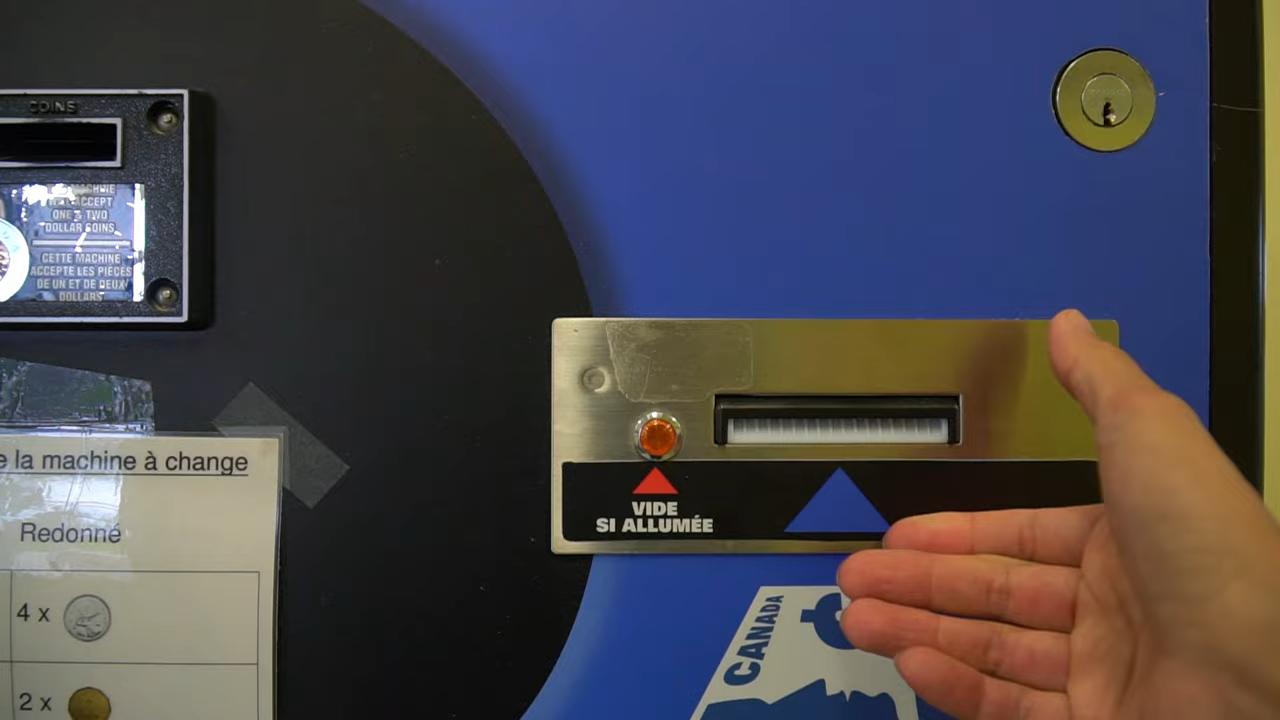 COINS
ACCEPT
ONE & TWO
DOLLAR COINS
CETTE MACHINE
ACCEPTE LES PIÈCES
DE UN ET DE DEUX
DOLLARS
la machine à change
Redonné
4 x
2 x
VIDE
SI ALLUMÉE
CANADA